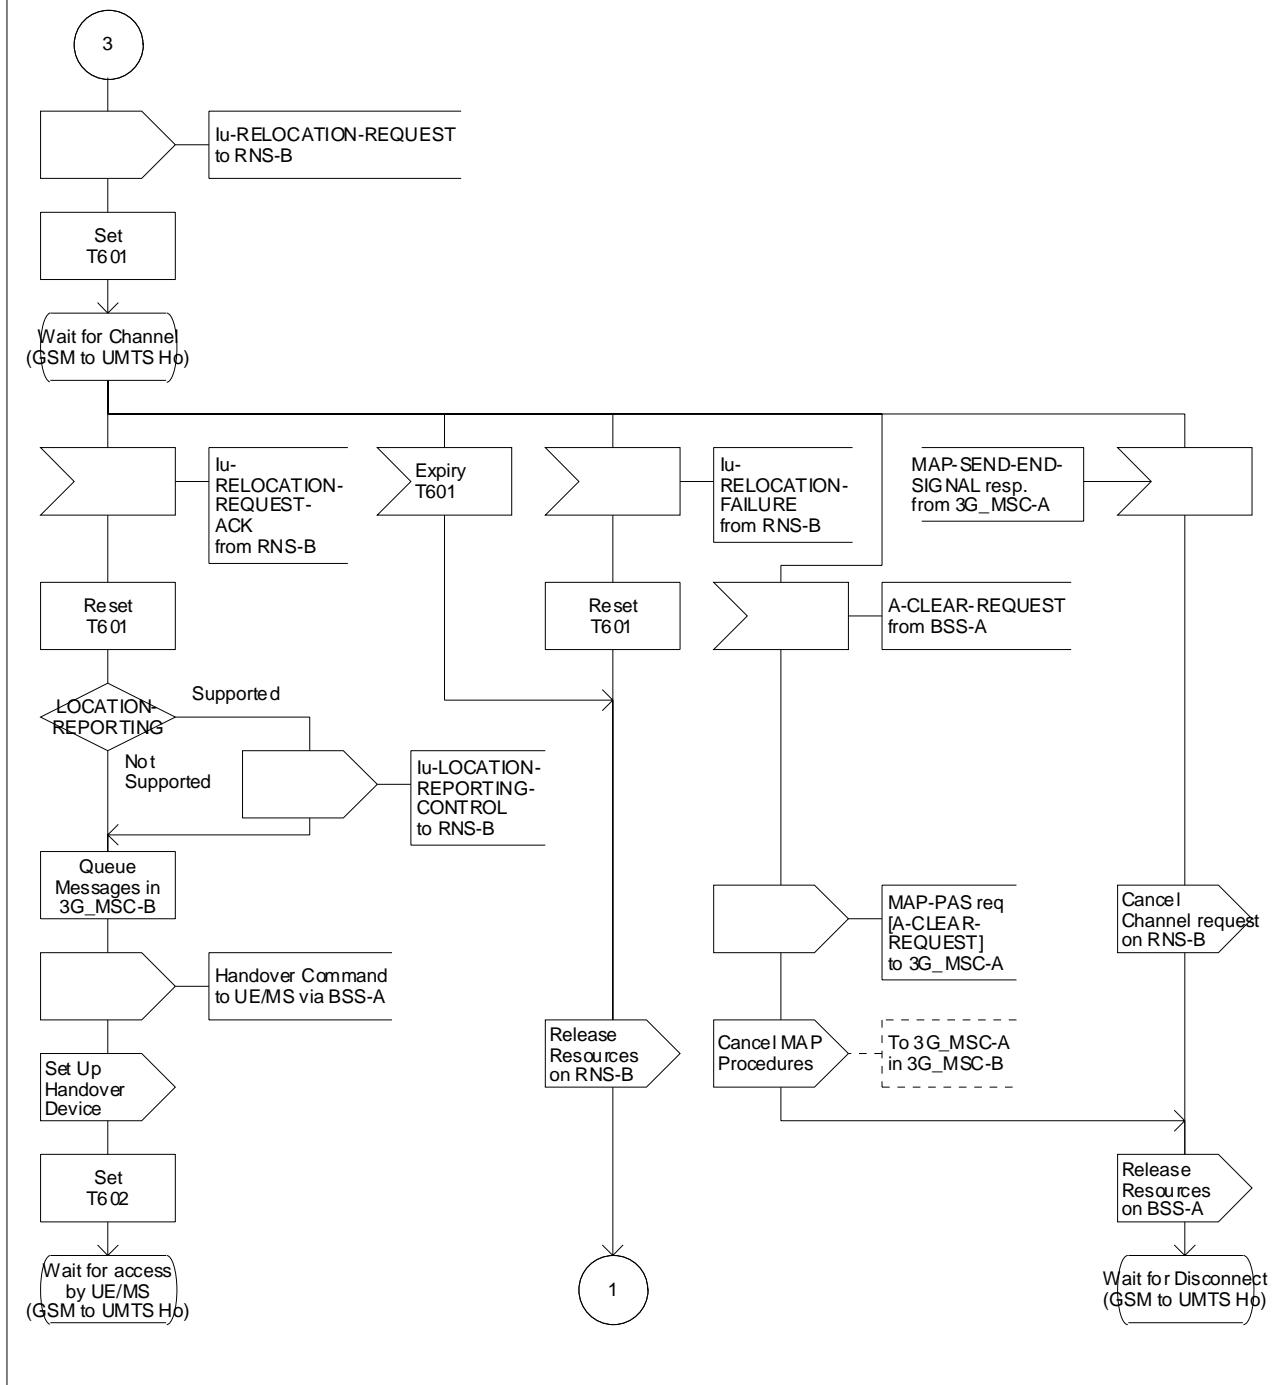 3
Iu-RELOCATION-REQUEST
to RNS-B
Set
T601
Wait for Channel
(GSM to UMTS Ho)
Iu-
RELOCATION-
REQUEST-
ACK
from RNS-B
Expiry
T601
Iu-
RELOCATION-
FAILURE
from RNS-B
MAP-SEND-END-
SIGNAL resp.
from 3G_MSC-A
Reset
T601
Reset
T601
A-CLEAR-REQUEST
from BSS-A
LOCATION-
REPORTING
Supported
Not
Supported
Iu-LOCATION-
REPORTING-
CONTROL
to RNS-B
Queue
Messages in
3G_MSC-B
MAP-PAS req
[A-CLEAR-
REQUEST]
to 3G_MSC-A
Cancel
Channel request
on RNS-B
Handover Command
to UE/MS via BSS-A
Release
Resources
on RNS-B
Cancel MAP
Procedures
To 3G_MSC-A
in 3G_MSC-B
Set Up
Handover
Device
Set
T602
Release
Resources
on BSS-A
Wait for access
by UE/MS
(GSM to UMTS Ho)
1
Wait for Disconnect
(GSM to UMTS Ho)